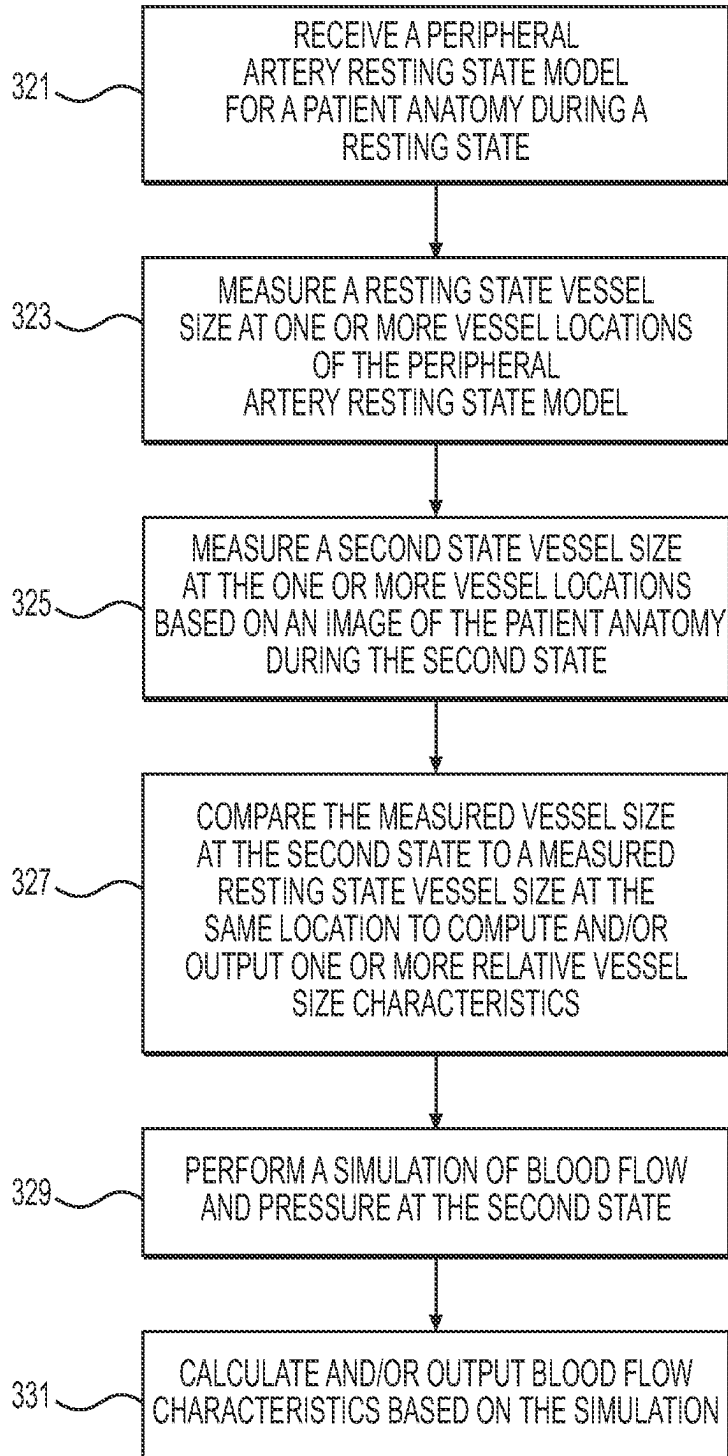 321
RECEIVE A PERIPHERAL
ARTERY RESTING STATE MODEL
FOR A PATIENT ANATOMY DURING A
RESTING STATE
323
MEASURE A RESTING STATE VESSEL
SIZE AT ONE OR MORE VESSEL LOCATIONS
OF THE PERIPHERAL
ARTERY RESTING STATE MODEL
325
MEASURE A SECOND STATE VESSEL SIZE
AT THE ONE OR MORE VESSEL LOCATIONS
BASED ON AN IMAGE OF THE PATIENT ANATOMY
DURING THE SECOND STATE
327
COMPARE THE MEASURED VESSEL SIZE
AT THE SECOND STATE TO A MEASURED
RESTING STATE VESSEL SIZE AT THE
SAME LOCATION TO COMPUTE AND/OR
OUTPUT ONE OR MORE RELATIVE VESSEL
SIZE CHARACTERISTICS
329
PERFORM A SIMULATION OF BLOOD FLOW
AND PRESSURE AT THE SECOND STATE
331
CALCULATE AND/OR OUTPUT BLOOD FLOW
CHARACTERISTICS BASED ON THE SIMULATION